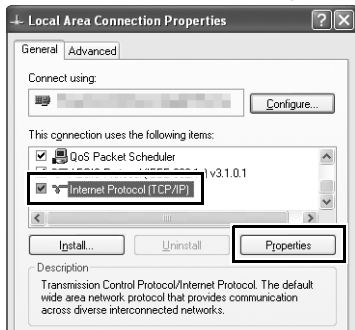 Local Area Connection Properties
General Advanced
Connect using:
Configure...
This connection uses the following items:
QoS Packet Scheduler
v3.1.0.1
Internet Protocol (TCP/IP)
Install... Uninstall Properties
Description
Transmission Control Protocol/Internet Protocol. The default
wide area network protocol that provides communication
across diverse interconnected networks.